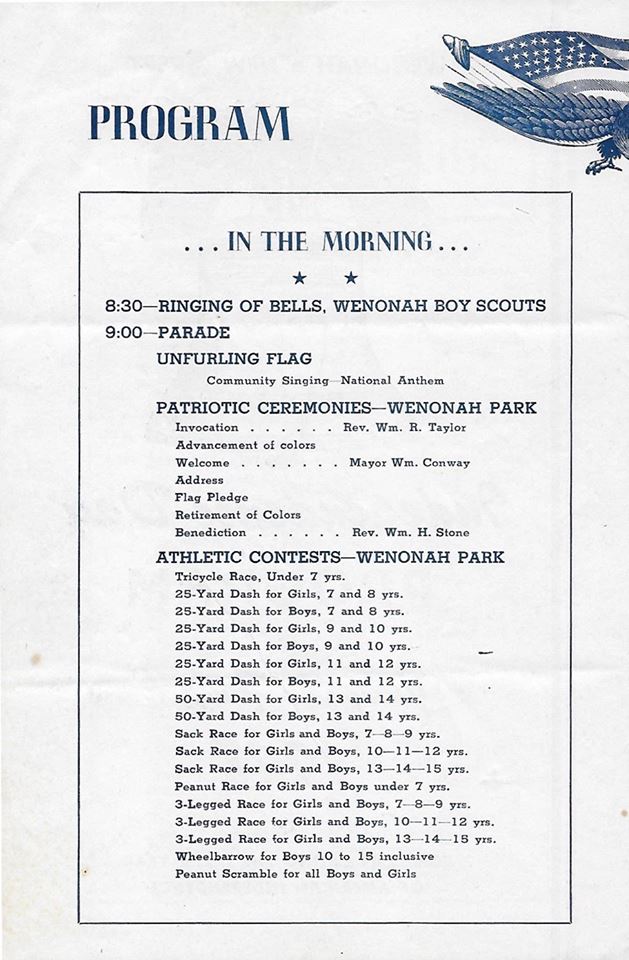 PROGRAM
...IN THE MORNING...
8:30—RINGING OF BELLS, WENONAH BOY SCOUTS
9:00—PARADE
UNFURLING FLAG
Community Singing—National Anthem
PATRIOTIC CEREMONIES—WENONAH PARK
Invocation . . . . . . Rev. Wm. R. Taylor
Advancement of colors
Welcome . . . . . . . Mayor Wm. Conway
Address
Flag Pledge
Retirement of Colors
Benediction . . . . . . Rev. Wm. H. Stone
ATHLETIC CONTESTS—WENONAH PARK
Tricycle Race, Under 7 yrs.
25-Yard Dash for Girls, 7 and 8 yrs.
25-Yard Dash for Boys, 7 and 8 yrs.
25-Yard Dash for Girls, 9 and 10 yrs.
25-Yard Dash for Boys, 9 and 10 yrs.
25-Yard Dash for Girls, 11 and 12 yrs.
25-Yard Dash for Boys, 11 and 12 yrs.
50-Yard Dash for Girls, 13 and 14 yrs.
50-Yard Dash for Boys, 13 and 14 yrs.
Sack Race for Girls and Boys, 7—8—9 yrs.
Sack Race for Girls and Boys, 10—11—12 yrs.
Sack Race for Girls and Boys, 13—14—15 yrs.
Peanut Race for Girls and Boys under 7 yrs.
3-Legged Race for Girls and Boys, 7—8—9 yrs.
3-Legged Race for Girls and Boys, 10—11—12 yrs.
3-Legged Race for Girls and Boys, 13—14—15 yrs.
Wheelbarrow for Boys 10 to 15 inclusive
Peanut Scramble for all Boys and Girls